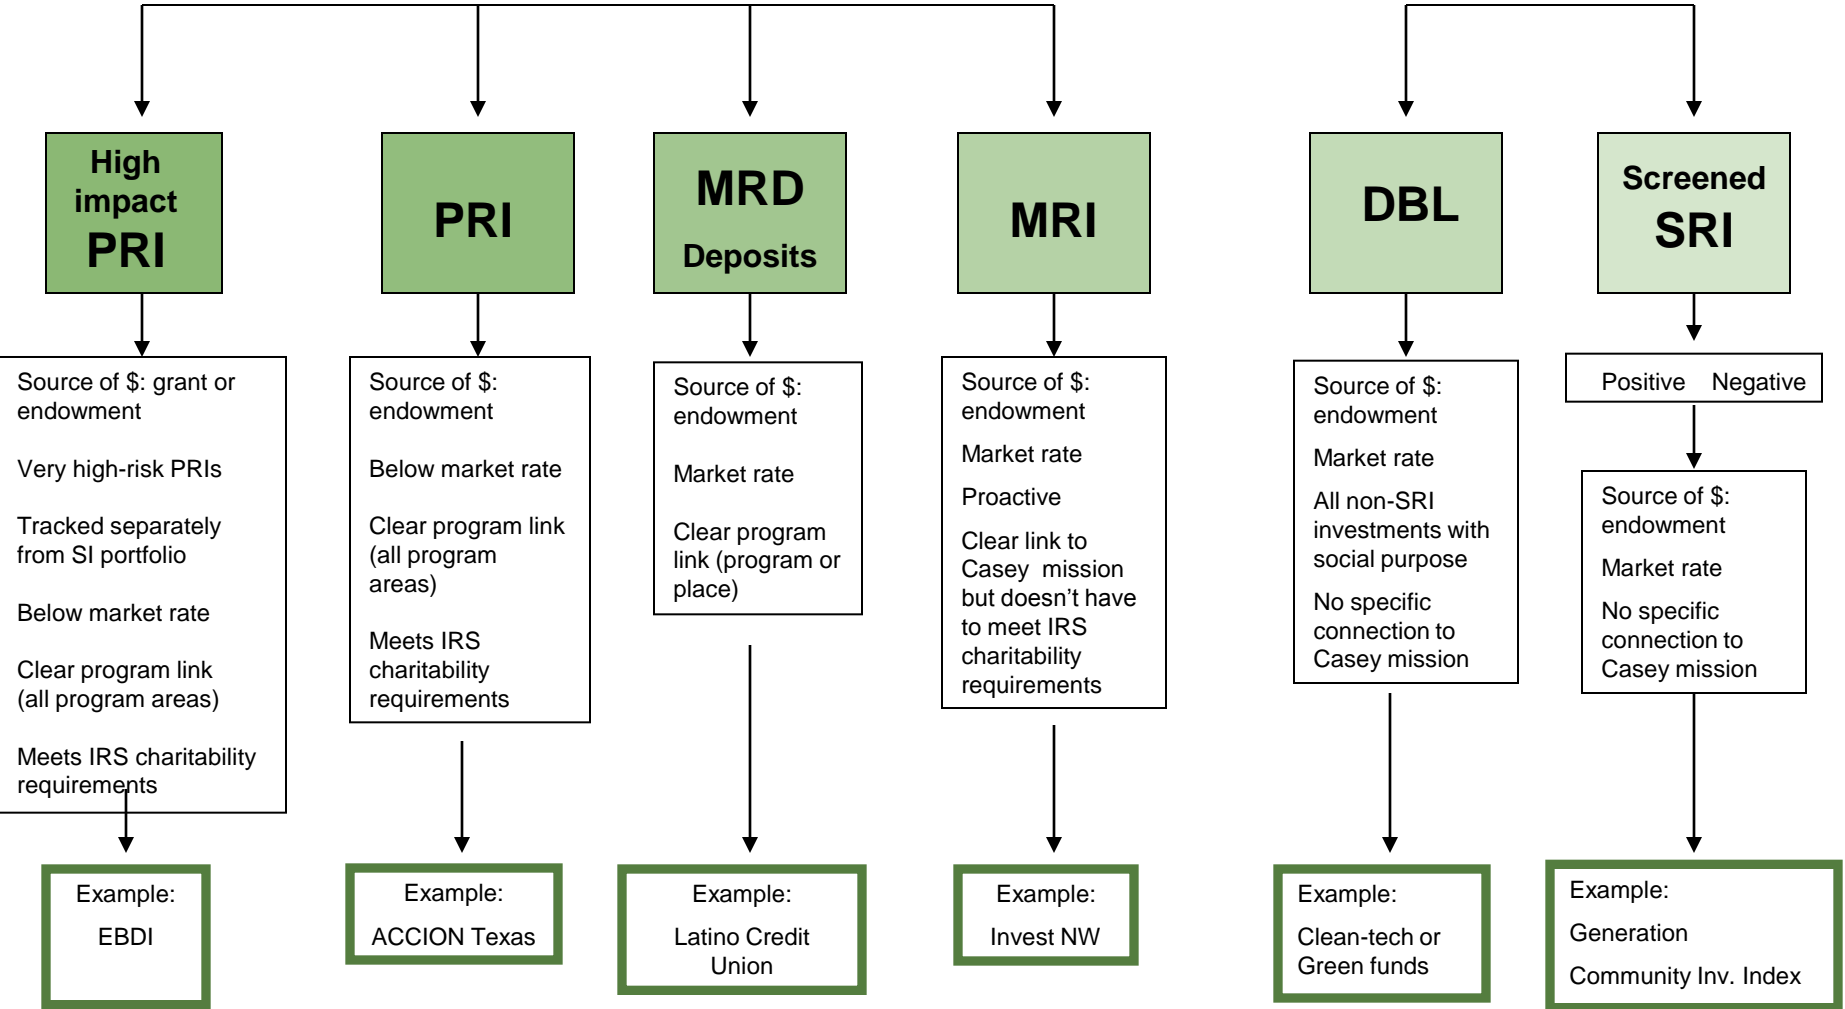 High
impact
PRI
PRI
MRD
Deposits
MRI
DBL
Screened
SRI
Source of $: grant or
endowment
Very high-risk PRIs
Tracked separately
from SI portfolio
Below market rate
Clear program link
(all program areas)
Meets IRS charitability
requirements
Source of $:
endowment
Below market rate
Clear program link
(all program
areas)
Meets IRS
charitability
requirements
Source of $:
endowment
Market rate
Clear program
link (program or
place)
Source of $:
endowment
Market rate
Proactive
Clear link to
Casey mission
but doesn’t have
to meet IRS
charitability
requirements
Source of $:
endowment
Market rate
All non-SRI
investments with
social purpose
No specific
connection to
Casey mission
Positive Negative
Source of $:
endowment
Market rate
No specific
connection to
Casey mission
Example:
EBDI
Example:
ACCION Texas
Example:
Latino Credit
Union
Example:
Invest NW
Example:
Clean-tech or
Green funds
Example:
Generation
Community Inv. Index